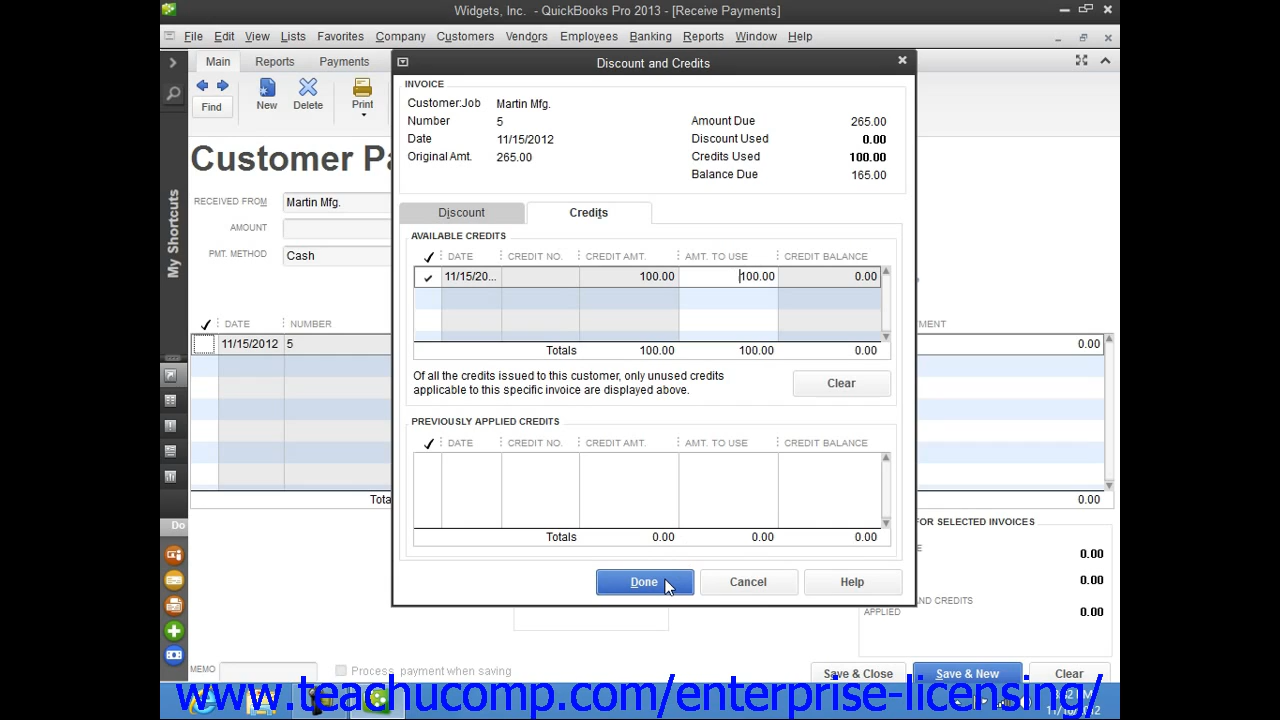 Widgets, Inc. - QuickBooks Pro 2013 - [Receive Payments]
File Edit View Lists Favorites Company Customers Vendors Employees Banking Reports Window Help
Main Reports Payments
Find New Delete Print
My Shortcuts
Do
Customer Pa
RECEIVED FROM Martin Mfg.
AMOUNT
PMT. METHOD Cash
DATE NUMBER MENT
11/15/2012 5 0.00
Tota 0.00
FOR SELECTED INVOICES
0.00
0.00
ND CREDITS
APPLIED 0.00
MEMO
Process payment when saving
Save & Close Save & New Clear
Discount and Credits
INVOICE
Customer:Job Martin Mfg.
Number 5 Amount Due 265.00
Date 11/15/2012 Discount Used 0.00
Original Amt. 265.00 Credits Used 100.00
Balance Due 165.00
Discount Credits
AVAILABLE CREDITS
DATE CREDIT NO. CREDIT AMT. AMT. TO USE CREDIT BALANCE
11/15/20... 100.00 100.00 0.00
Totals 100.00 100.00 0.00
Of all the credits issued to this customer, only unused credits
applicable to this specific invoice are displayed above.
Clear
PREVIOUSLY APPLIED CREDITS
DATE CREDIT NO. CREDIT AMT. AMT. TO USE CREDIT BALANCE
Totals 0.00 0.00 0.00
Done Cancel Help
www.teachucomp.com/enterprise-licensing/